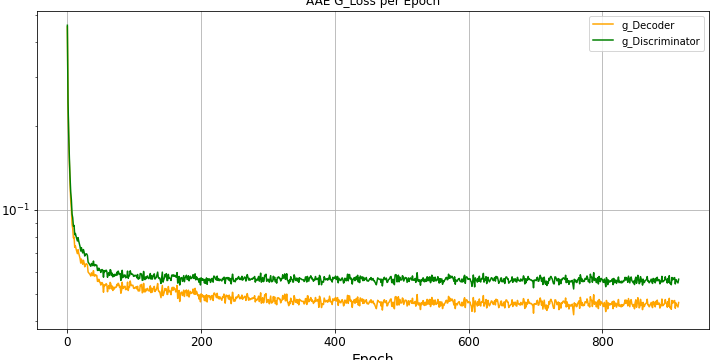 AAE G_Loss per Epoch
g_Decoder
g_Discriminator
10⁻¹
0 200 400 600 800
Epoch